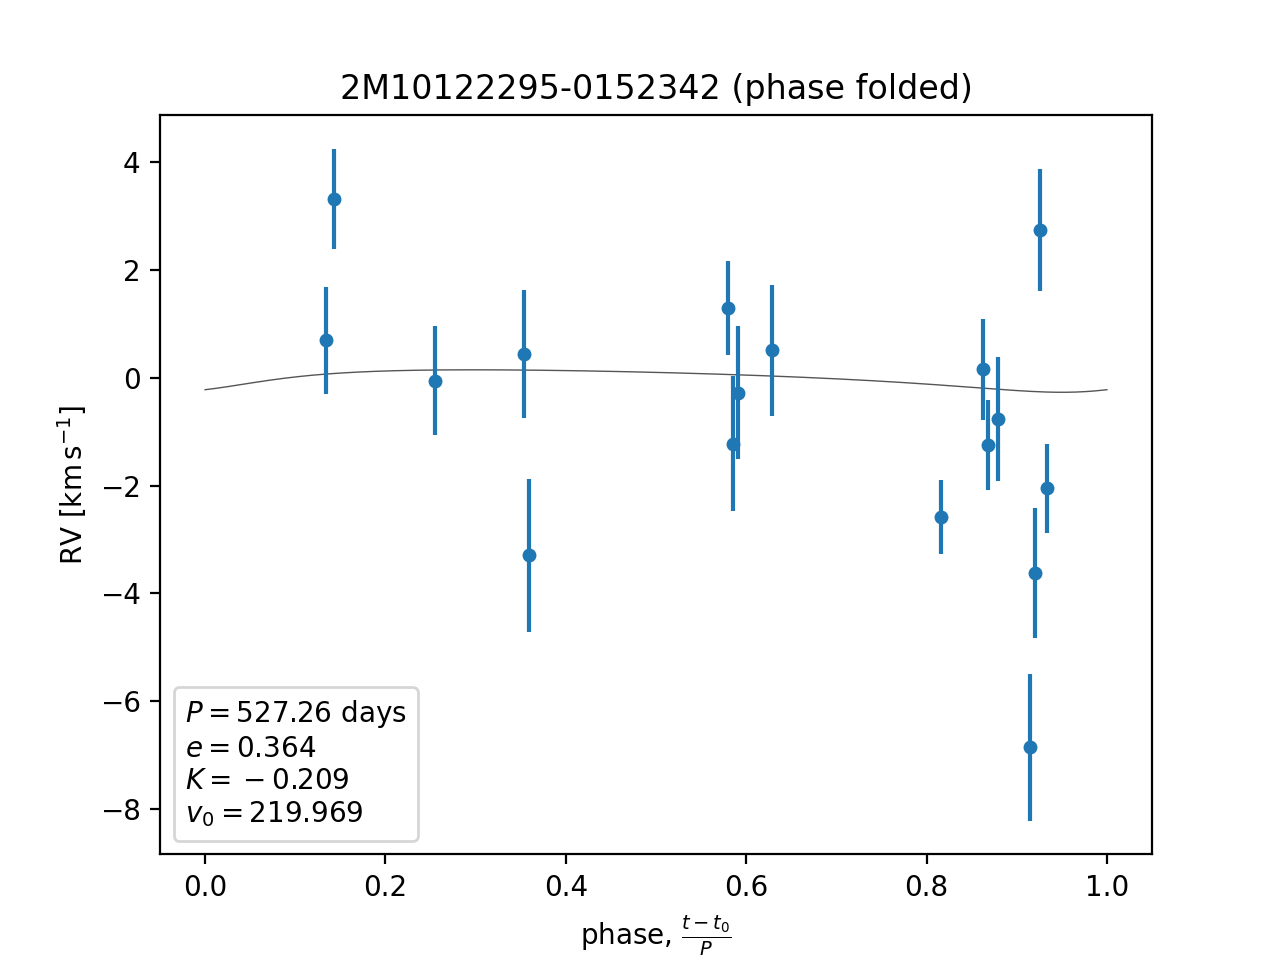 2M10122295-0152342 (phase folded)
4
2
0
−2
−4
−6
−8
RV [km s⁻¹]
P = 527.26 days
e = 0.364
K = −0.209
v₀ = 219.969
0.0 0.2 0.4 0.6 0.8 1.0
phase, (t − t₀)/P